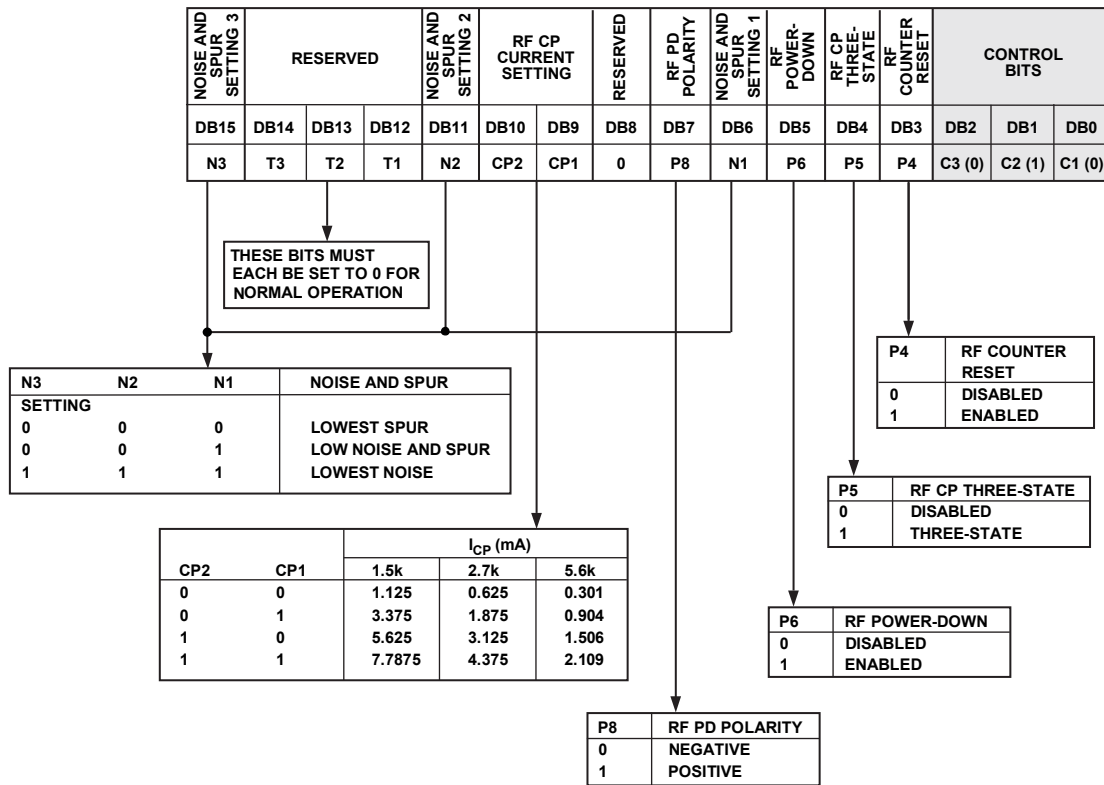 NOISE AND
SPUR
SETTING 3
RESERVED
NOISE AND
SPUR
SETTING 2
RF CP
CURRENT
SETTING
RESERVED
RF PD
POLARITY
NOISE AND
SPUR
SETTING 1
RF
POWER-
DOWN
RF CP
THREE-
STATE
RF
COUNTER
RESET
CONTROL
BITS
DB15 DB14 DB13 DB12 DB11 DB10 DB9 DB8 DB7 DB6 DB5 DB4 DB3 DB2 DB1 DB0
N3 T3 T2 T1 N2 CP2 CP1 0 P8 N1 P6 P5 P4 C3 (0) C2 (1) C1 (0)
THESE BITS MUST
EACH BE SET TO 0 FOR
NORMAL OPERATION
N3 N2 N1 NOISE AND SPUR
SETTING
0 0 0 LOWEST SPUR
0 0 1 LOW NOISE AND SPUR
1 1 1 LOWEST NOISE
P4 RF COUNTER
RESET
0 DISABLED
1 ENABLED
P5 RF CP THREE-STATE
0 DISABLED
1 THREE-STATE
ICP (mA)
CP2 CP1 1.5k 2.7k 5.6k
0 0 1.125 0.625 0.301
0 1 3.375 1.875 0.904
1 0 5.625 3.125 1.506
1 1 7.7875 4.375 2.109
P6 RF POWER-DOWN
0 DISABLED
1 ENABLED
P8 RF PD POLARITY
0 NEGATIVE
1 POSITIVE